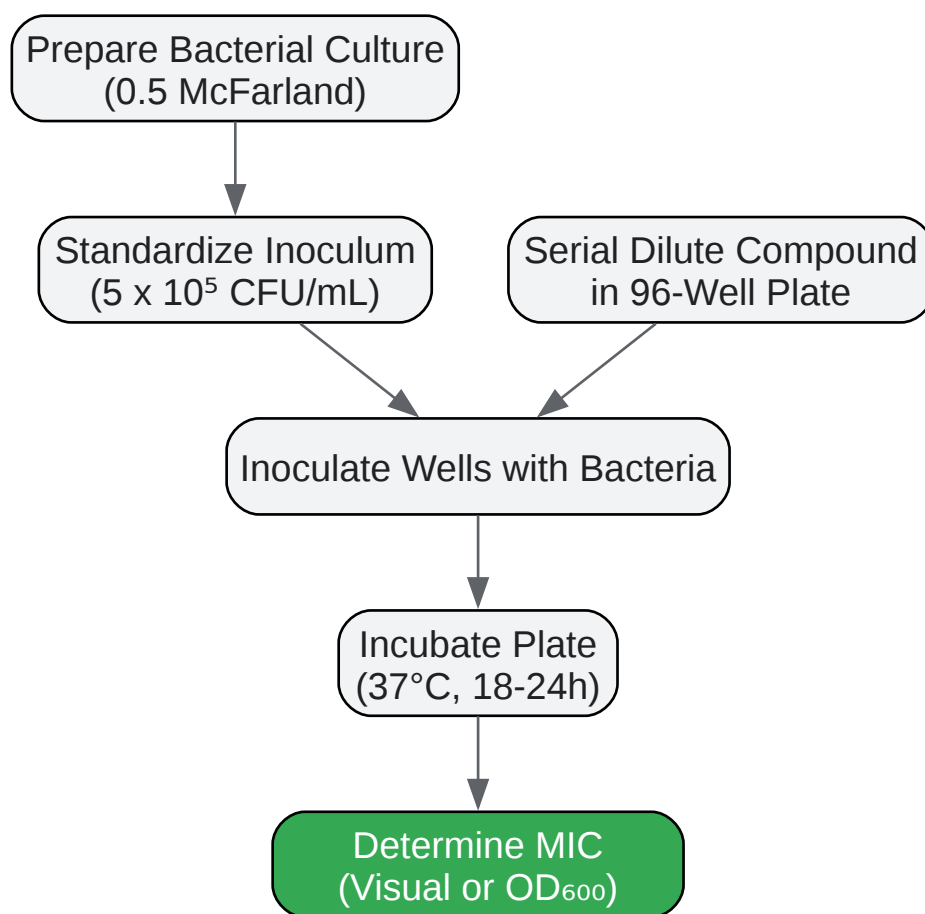 Prepare Bacterial Culture
(0.5 McFarland)
Standardize Inoculum
(5 x 10⁵ CFU/mL)
Serial Dilute Compound
in 96-Well Plate
Inoculate Wells with Bacteria
Incubate Plate
(37°C, 18-24h)
Determine MIC
(Visual or OD₆₀₀)